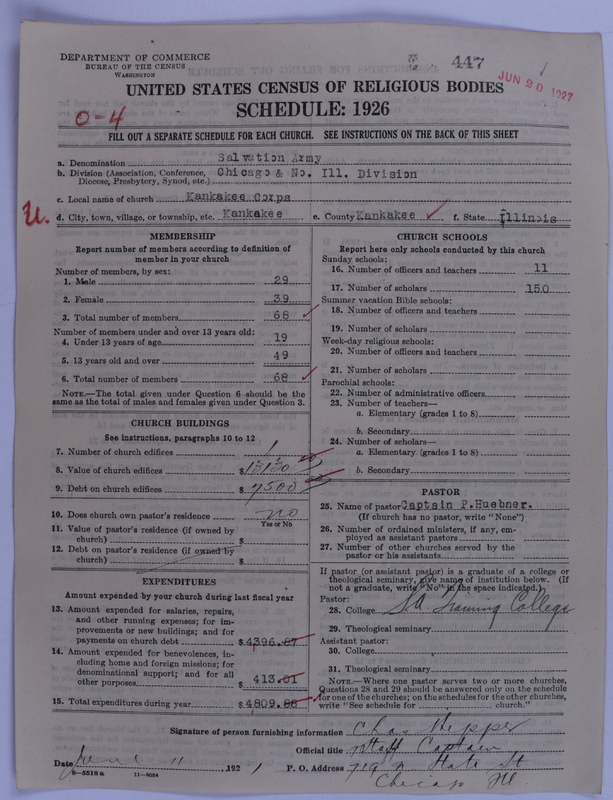 DEPARTMENT OF COMMERCE
BUREAU OF THE CENSUS
WASHINGTON
447
JUN 20 1927
UNITED STATES CENSUS OF RELIGIOUS BODIES
SCHEDULE: 1926
0-4
FILL OUT A SEPARATE SCHEDULE FOR EACH CHURCH. SEE INSTRUCTIONS ON THE BACK OF THIS SHEET
a. Denomination Salvation Army
b. Division (Association, Conference, Diocese, Presbytery, Synod, etc.) Chicago & No. Ill. Division
c. Local name of church Kankakee Corps
U.
d. City, town, village, or township, etc. Kankakee e. County Kankakee f. State Illinois
MEMBERSHIP
Report number of members according to definition of
member in your church
Number of members, by sex:
1. Male 29
2. Female 39
3. Total number of members 68
Number of members under and over 13 years old:
4. Under 13 years of age 19
5. 13 years old and over 49
6. Total number of members 68
NOTE.—The total given under Question 6 should be
same as the total of males and females given under Question 3.
CHURCH BUILDINGS
See instructions, paragraphs 10 to 12
7. Number of church edifices 1
8. Value of church edifices $
9. Debt on church edifices $ 7500
10. Does church own pastor's residence no
Yes or No
11. Value of pastor's residence (if owned by
church) $
12. Debt on pastor's residence (if owned by
church) $
EXPENDITURES
Amount expended by your church during last fiscal year
13. Amount expended for salaries, repairs,
and other running expenses; for im-
provements or new buildings; and for
payments on church debt $ 4396.87
14. Amount expended for benevolences, in-
cluding home and foreign missions; for
denominational support; and for all
other purposes $ 413.01
15. Total expenditures during year $ 4809.88
CHURCH SCHOOLS
Report here only schools conducted by this church
Sunday schools:
16. Number of officers and teachers 11
17. Number of scholars 150
Summer vacation Bible schools:
18. Number of officers and teachers
19. Number of scholars
Week-day religious schools:
20. Number of officers and teachers
21. Number of scholars
Parochial schools:
22. Number of administrative officers
23. Number of teachers—
a. Elementary (grades 1 to 8)
b. Secondary
24. Number of scholars—
a. Elementary (grades 1 to 8)
b. Secondary
PASTOR
25. Name of pastor Captain P.Huebner.
(If church has no pastor, write "None")
26. Number of ordained ministers, if any, em-
ployed as assistant pastors
27. Number of other churches served by the
pastor or his assistants
If pastor (or assistant pastor) is a graduate of a college or
theological seminary, give name of institution below. (If
not a graduate, write "No" in the space indicated.)
Pastor:
28. College SA Training College
29. Theological seminary
Assistant pastor:
30. College
31. Theological seminary
NOTE.—Where one pastor serves two or more churches,
Questions 28 and 29 should be answered only on the schedule
for one of the churches; on the schedules for the other churches,
write "See schedule for church."
Signature of person furnishing information Chas Hepper
Official title Staff Captain
Date June 11, 192 P. O. Address 719 N State St
8-5518a 11-9054 Chicago Ill.